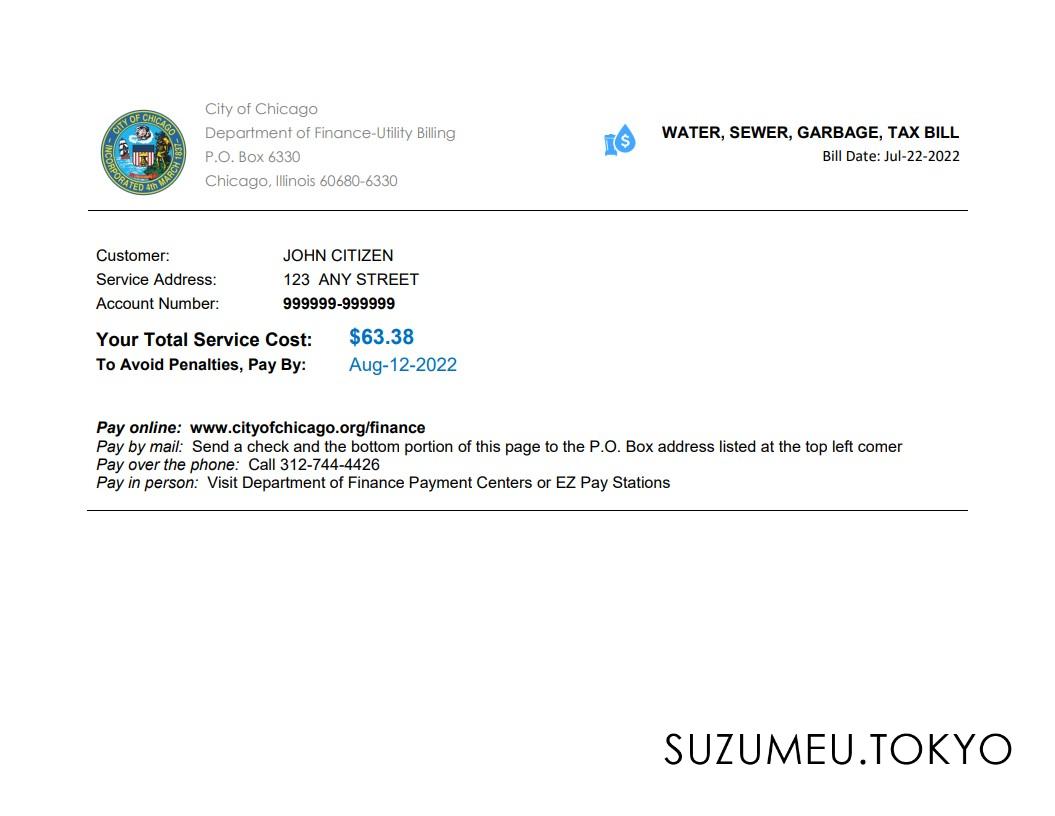 CITY OF CHICAGO
INCORPORATED 4th MARCH 1837
City of Chicago
Department of Finance-Utility Billing
P.O. Box 6330
Chicago, Illinois 60680-6330
$
WATER, SEWER, GARBAGE, TAX BILL
Bill Date: Jul-22-2022
Customer: JOHN CITIZEN
Service Address: 123 ANY STREET
Account Number: 999999-999999
Your Total Service Cost: $63.38
To Avoid Penalties, Pay By: Aug-12-2022
Pay online: www.cityofchicago.org/finance
Pay by mail: Send a check and the bottom portion of this page to the P.O. Box address listed at the top left comer
Pay over the phone: Call 312-744-4426
Pay in person: Visit Department of Finance Payment Centers or EZ Pay Stations
SUZUMEU.TOKYO